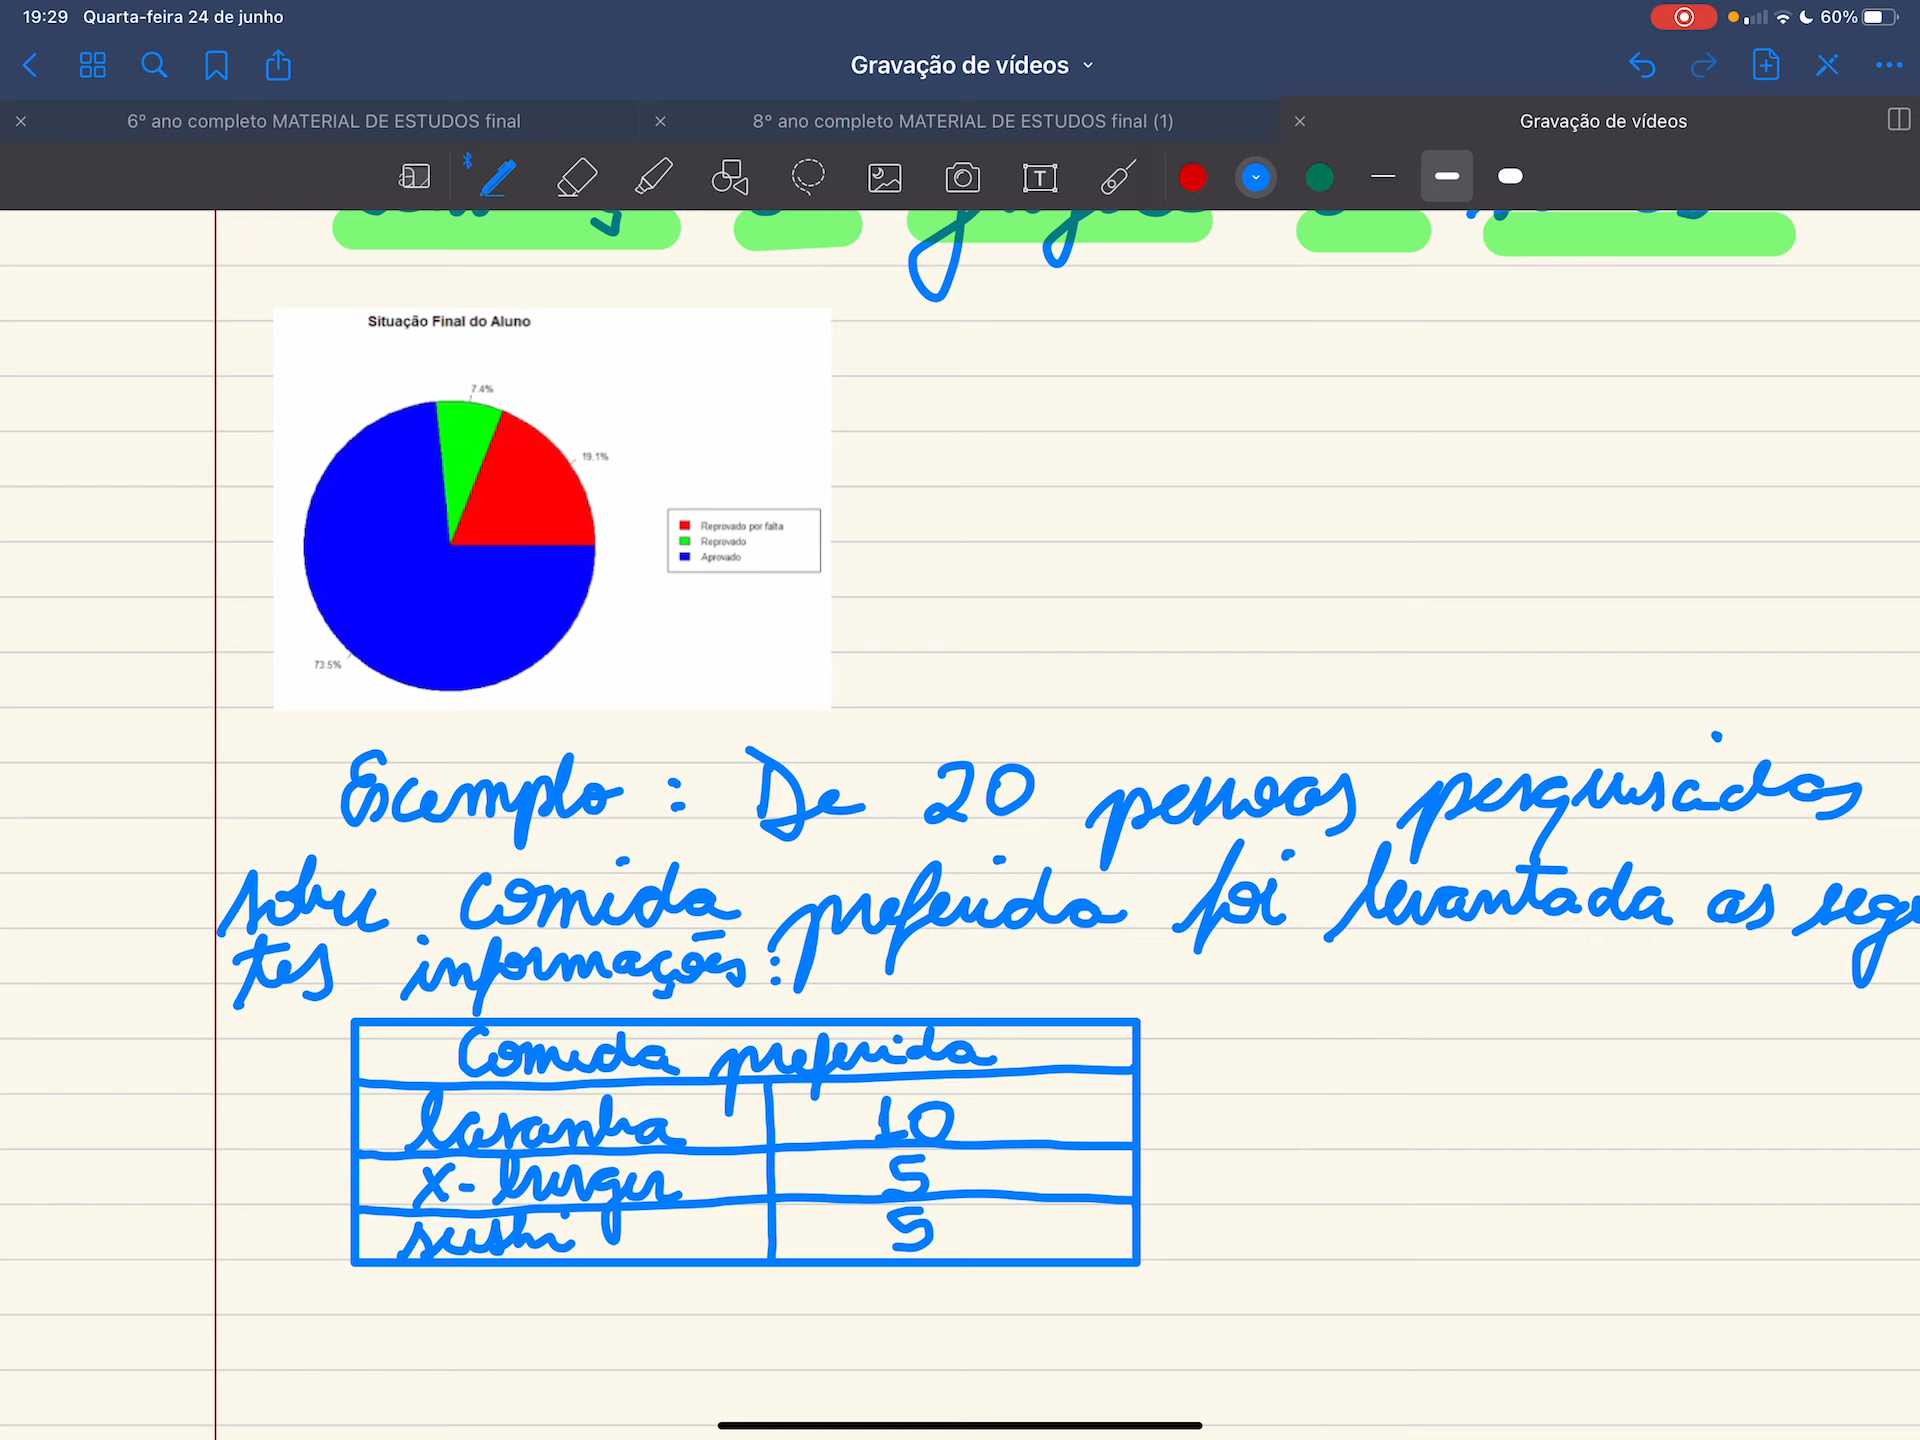 19:29 Quarta-feira 24 de junho 60%
Gravação de vídeos
6º ano completo MATERIAL DE ESTUDOS final 8º ano completo MATERIAL DE ESTUDOS final (1) Gravação de vídeos
Situação Final do Aluno
7.4%
19.1%
Reprovado por falta
Reprovado
Aprovado
73.5%
Exemplo: De 20 pessoas pesquisadas
sobre comida preferida foi levantada as segu
tes informações:
Comida preferida
lasanha 10
x-burger 5
sushi 5